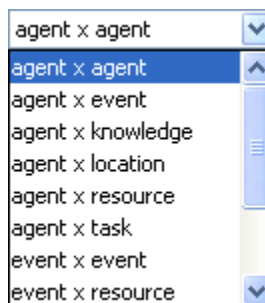 agent x agent
agent x agent
agent x event
agent x knowledge
agent x location
agent x resource
agent x task
event x event
event x resource